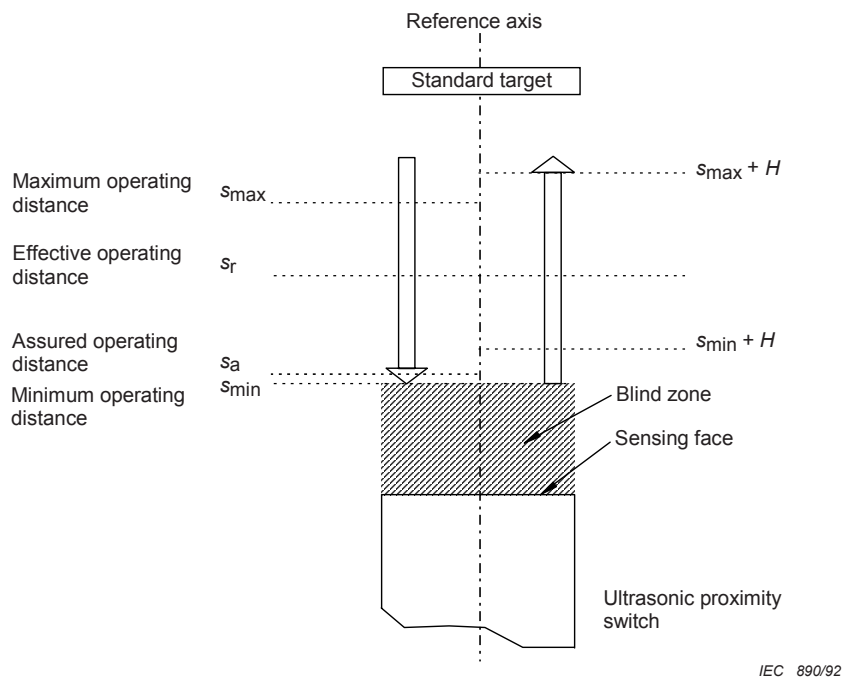 Reference axis
Standard target
Maximum operating
distance
smax
smax + H
Effective operating
distance
sr
Assured operating
distance
sa
smin + H
Minimum operating
distance
smin
Blind zone
Sensing face
Ultrasonic proximity
switch
IEC 890/92